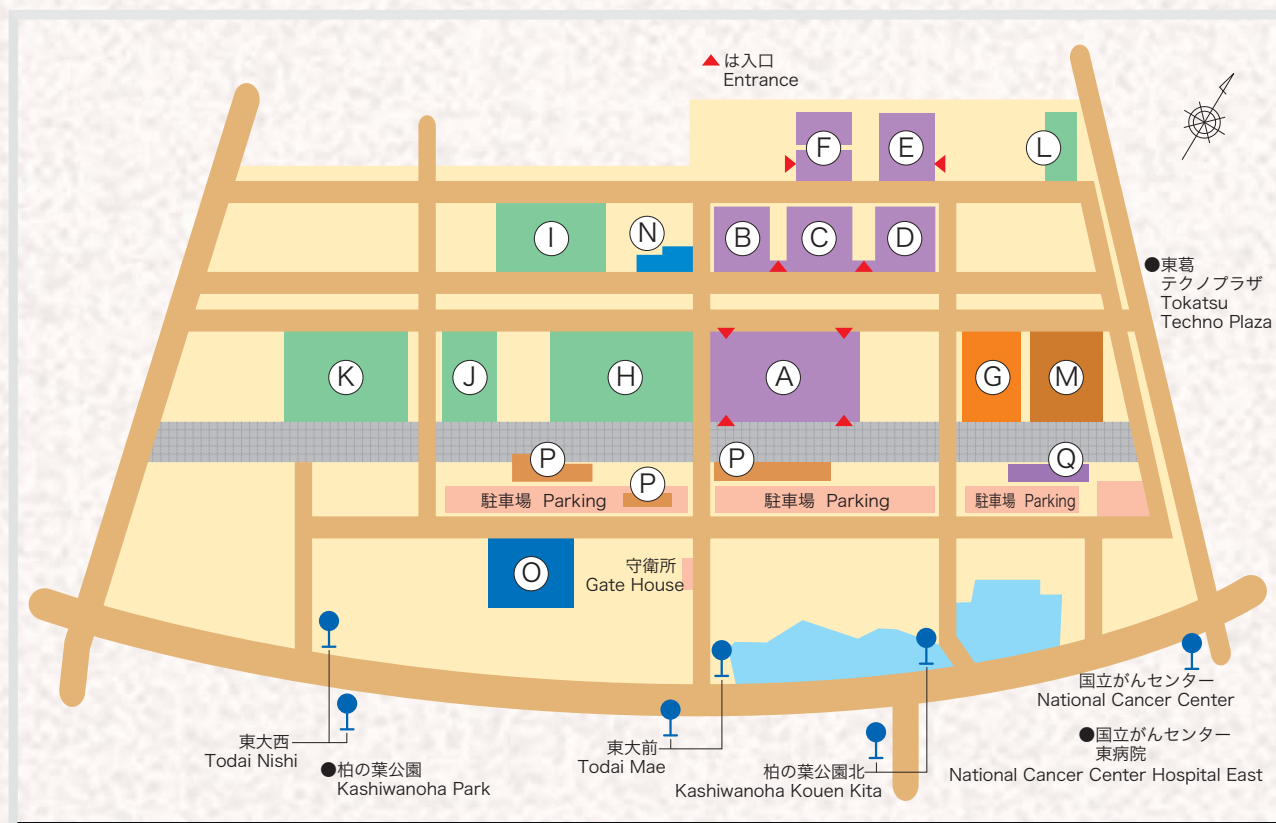 は入口
Entrance
F
E
L
I
N
B
C
D
東葛
テクノプラザ
Tokatsu
Techno Plaza
K
J
H
A
G
M
P
P
Q
P
駐車場 Parking
駐車場 Parking
駐車場 Parking
O
守衛所
Gate House
国立がんセンター
National Cancer Center
東大西
Todai Nishi
東大前
Todai Mae
国立がんセンター
東病院
National Cancer Center Hospital East
柏の葉公園
Kashiwanoha Park
柏の葉公園北
Kashiwanoha Kouen Kita